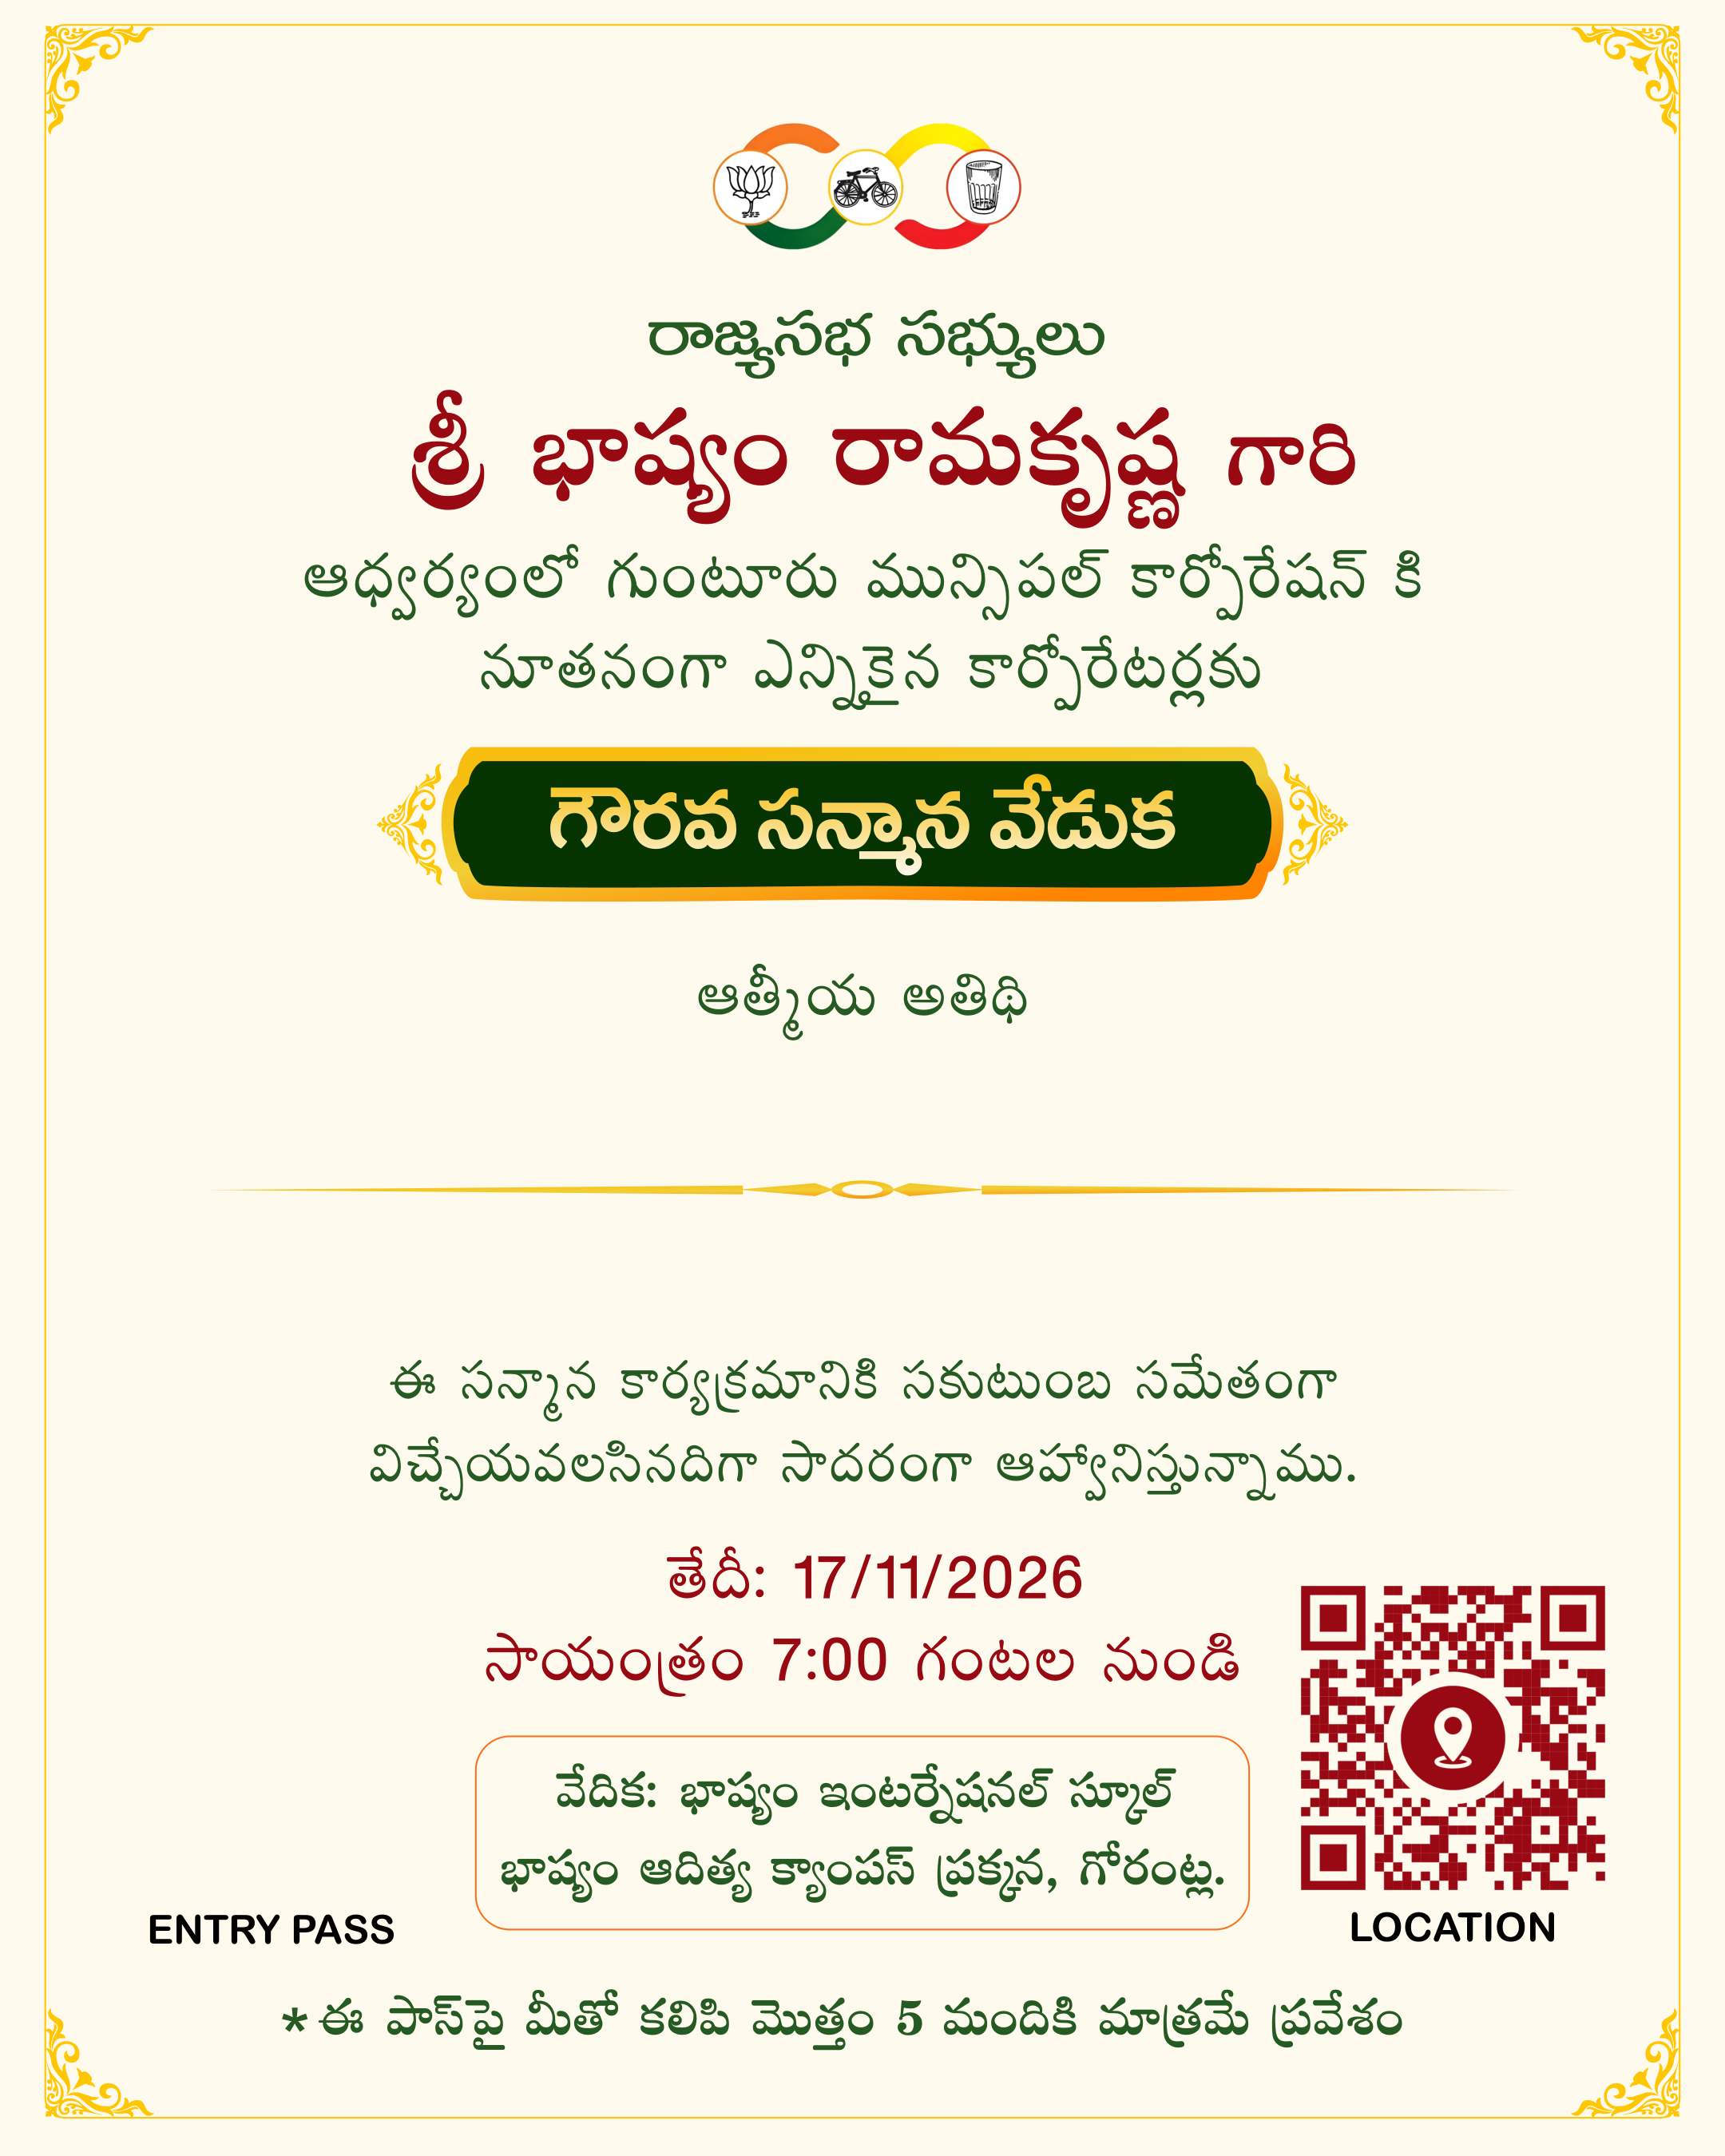 రాజ్యసభ సభ్యులు
శ్రీ భాష్యం రామకృష్ణ గారి
ఆధ్వర్యంలో గుంటూరు మున్సిపల్ కార్పోరేషన్ కి
నూతనంగా ఎన్నికైన కార్పోరేటర్లకు
గౌరవ సన్మాన వేడుక
ఆత్మీయ అతిథి
ఈ సన్మాన కార్యక్రమానికి సకుటుంబ సమేతంగా
విచ్చేయవలసినదిగా సాదరంగా ఆహ్వానిస్తున్నాము.
తేదీ: 17/11/2026
సాయంత్రం 7:00 గంటల నుండి
వేదిక: భాష్యం ఇంటర్నేషనల్ స్కూల్
భాష్యం ఆదిత్య క్యాంపస్ ప్రక్కన, గోరంట్ల.
ENTRY PASS
LOCATION
*ఈ పాస్‌పై మీతో కలిపి మొత్తం 5 మందికి మాత్రమే ప్రవేశం